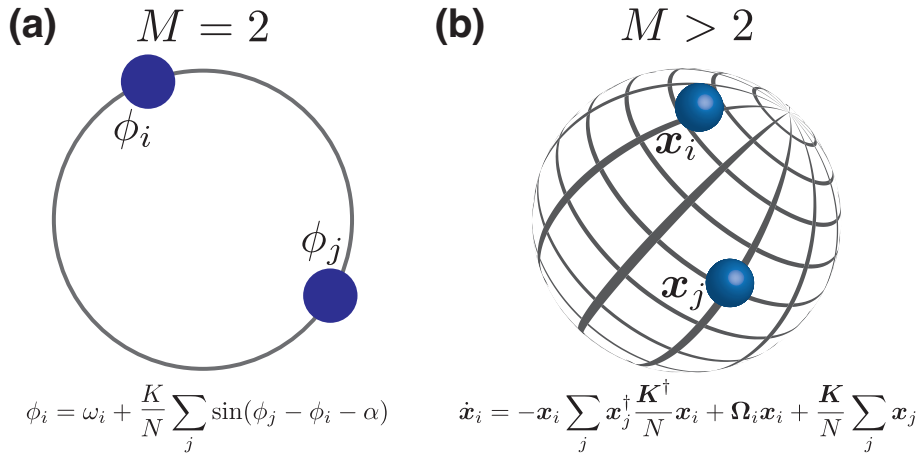 (a) M = 2
(b) M > 2
ϕ_i
x_i
ϕ_j
x_j
ϕ_i = ω_i + K/N ∑_j sin(ϕ_j − ϕ_i − α)
ẋ_i = −x_i ∑_j x_j^† K^†/N x_i + Ω_i x_i + K/N ∑_j x_j